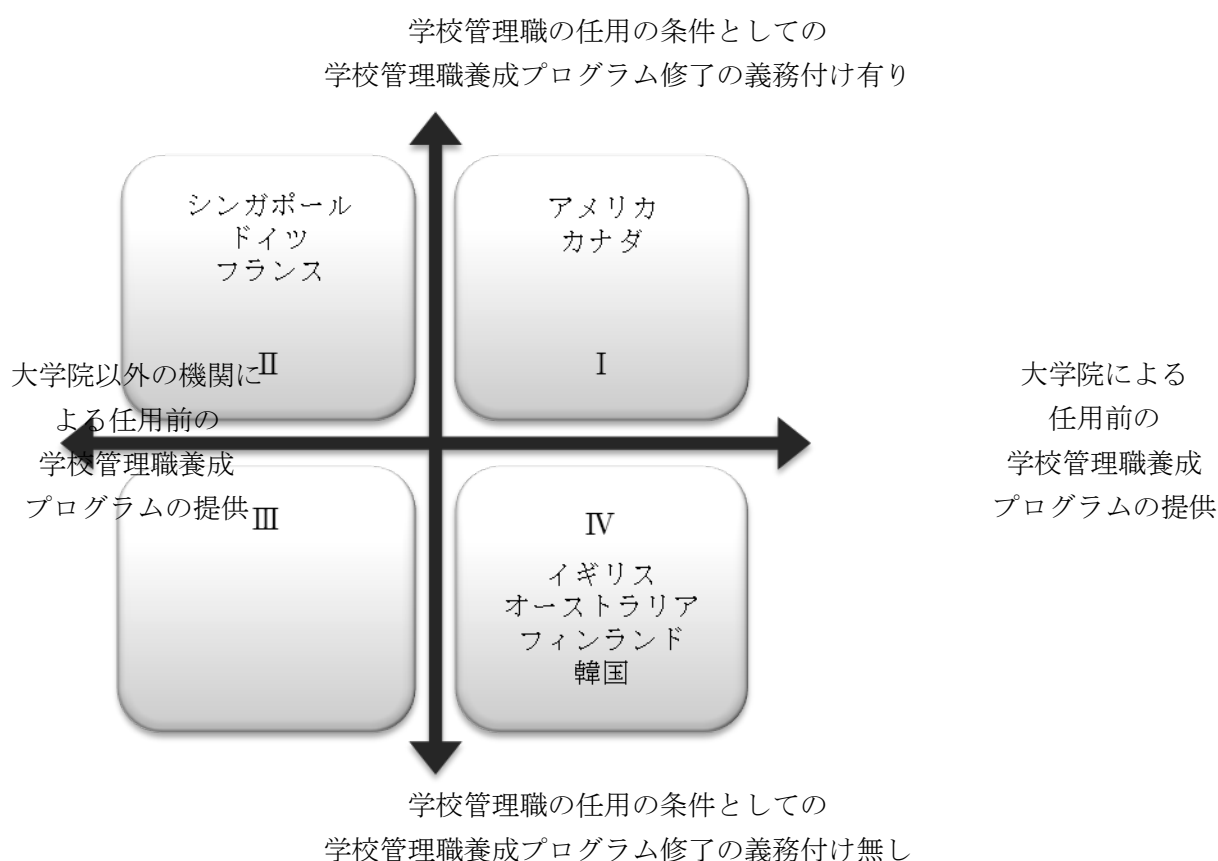 学校管理職の任用の条件としての
学校管理職養成プログラム修了の義務付け有り
シンガポール
ドイツ
フランス
Ⅱ
アメリカ
カナダ
Ⅰ
大学院以外の機関に
よる任用前の
学校管理職養成
プログラムの提供
大学院による
任用前の
学校管理職養成
プログラムの提供
Ⅲ
Ⅳ
イギリス
オーストラリア
フィンランド
韓国
学校管理職の任用の条件としての
学校管理職養成プログラム修了の義務付け無し